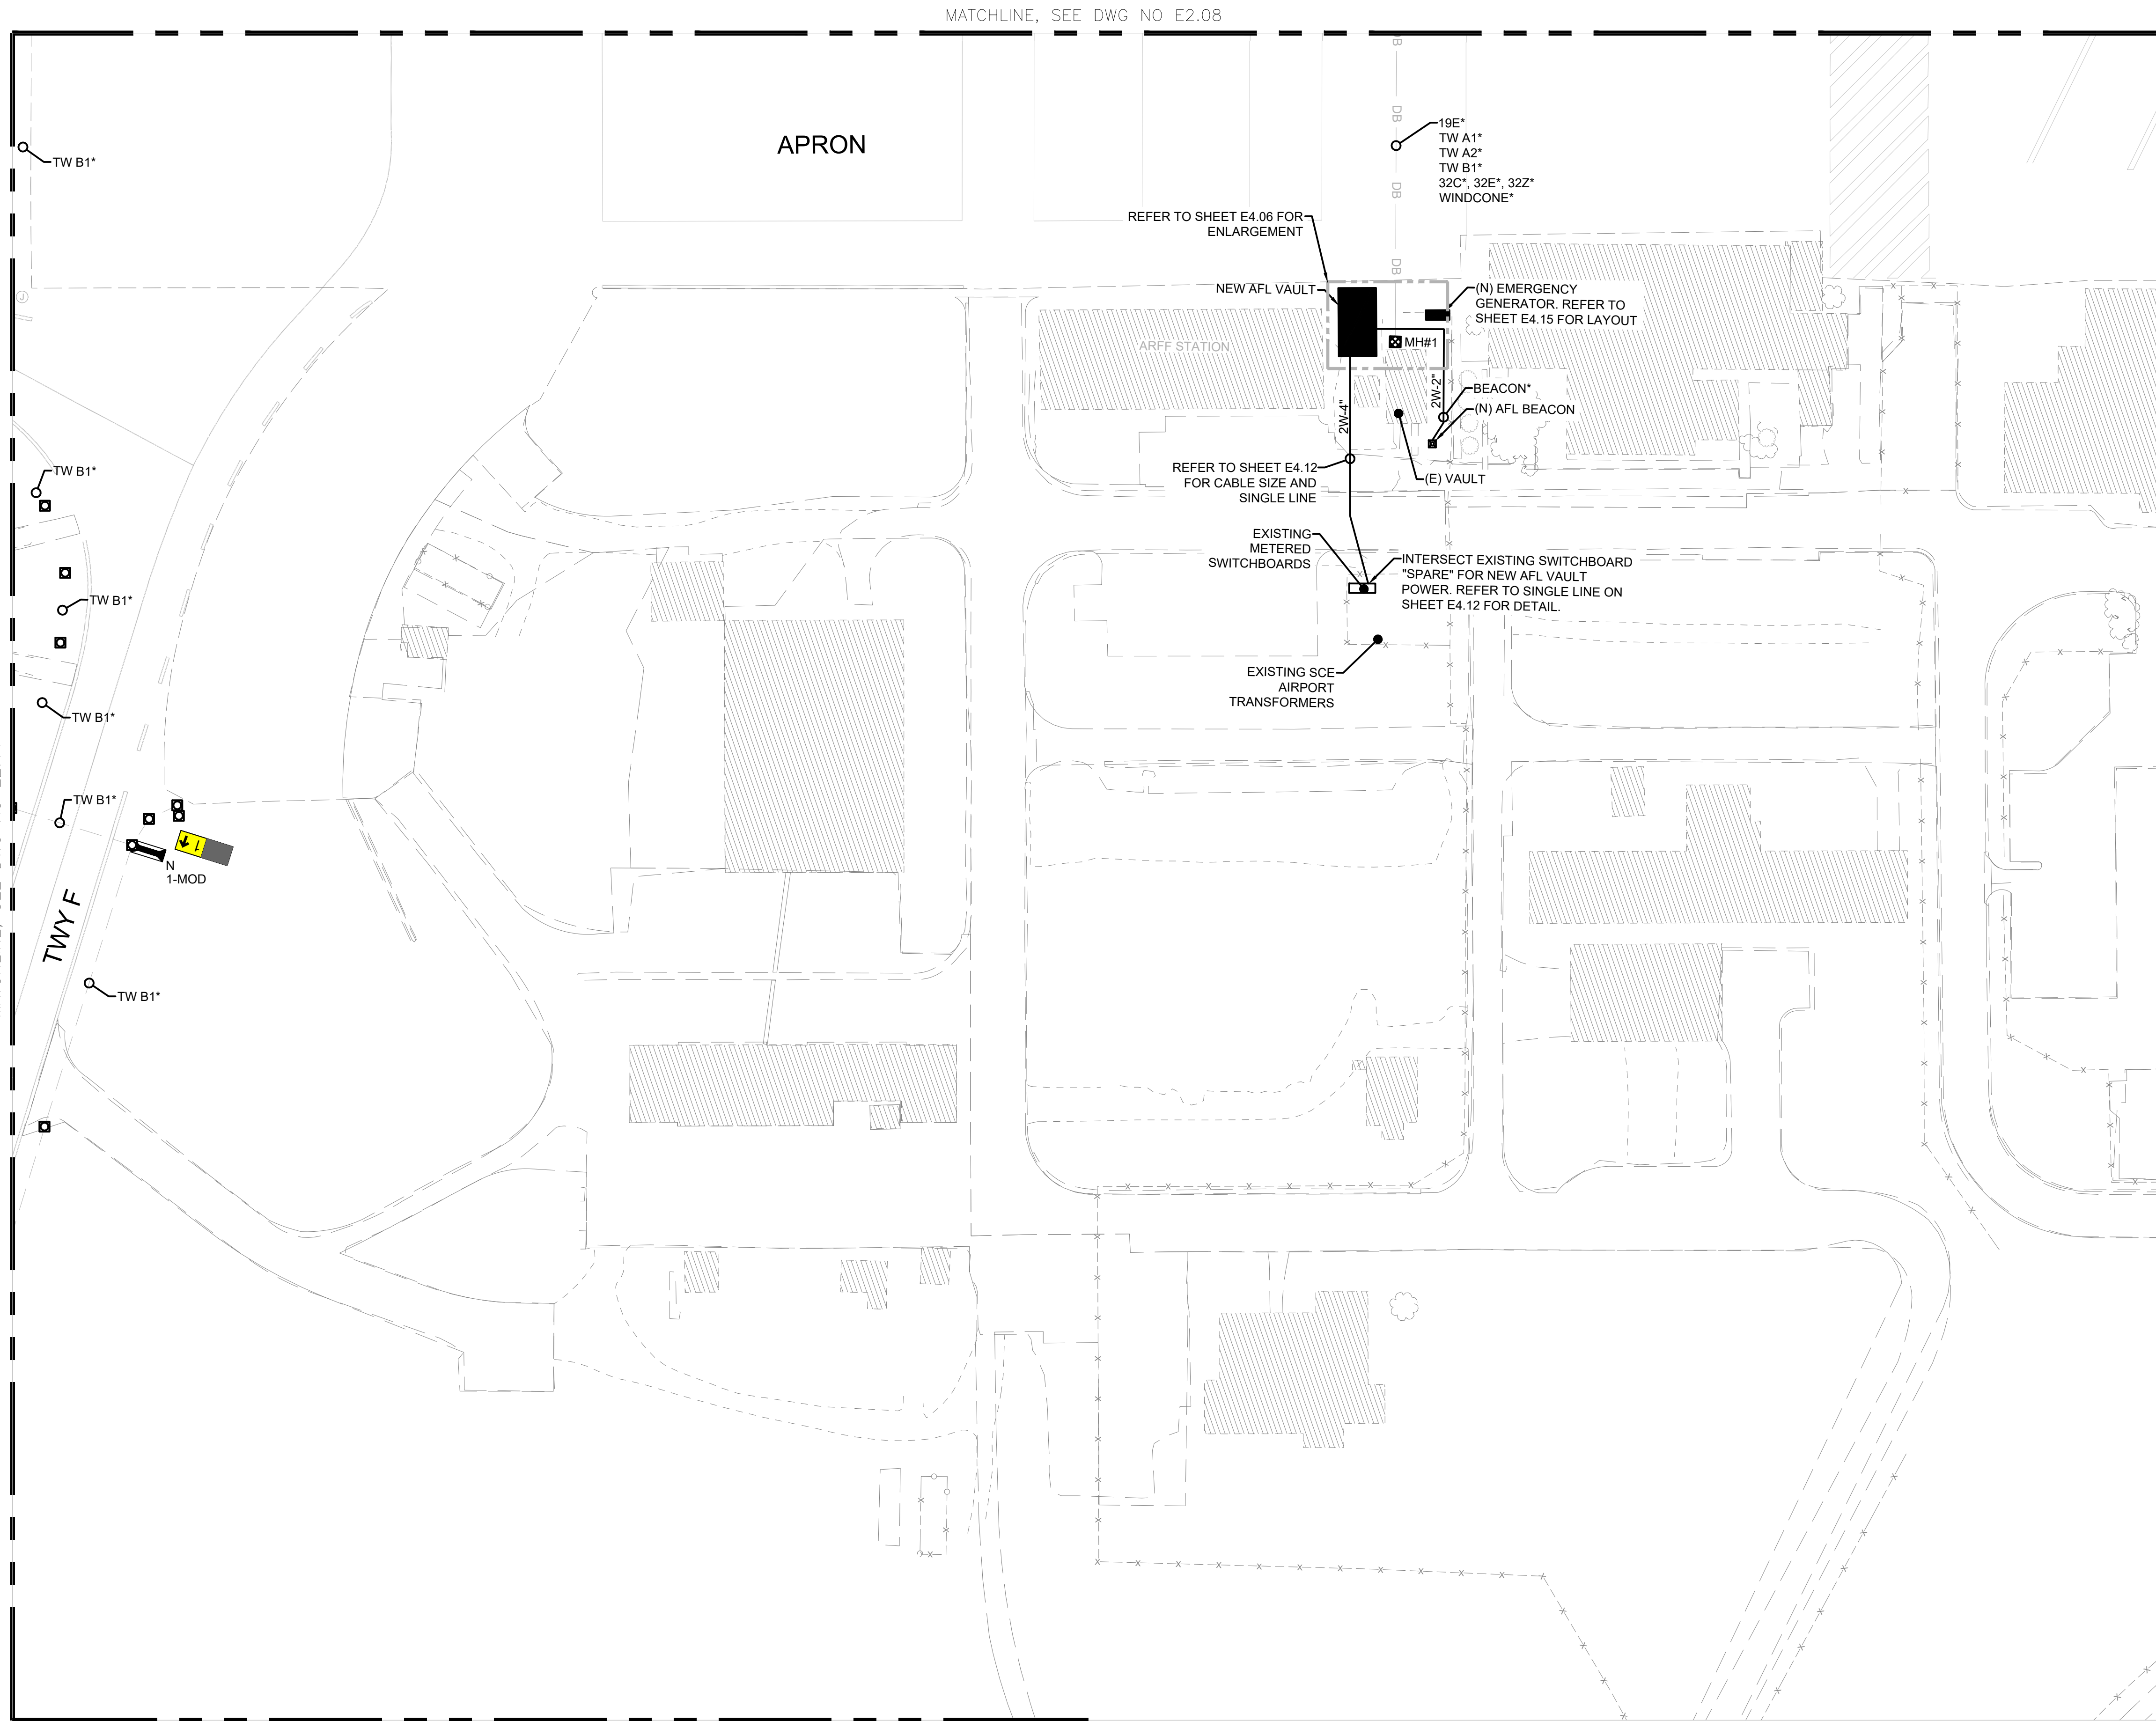 MATCHLINE, SEE DWG NO E2.08
APRON
TW B1*
19E*
TW A1*
TW A2*
TW B1*
32C*, 32E*, 32Z*
WINDCONE*
DB
DB
DB
REFER TO SHEET E4.06 FOR
ENLARGEMENT
NEW AFL VAULT
(N) EMERGENCY
GENERATOR. REFER TO
SHEET E4.15 FOR LAYOUT
J
ARFF STATION
MH#1
2W-4"
2W-2"
BEACON*
(N) AFL BEACON
REFER TO SHEET E4.12
FOR CABLE SIZE AND
SINGLE LINE
(E) VAULT
TW B1*
EXISTING
METERED
SWITCHBOARDS
INTERSECT EXISTING SWITCHBOARD
"SPARE" FOR NEW AFL VAULT
POWER. REFER TO SINGLE LINE ON
SHEET E4.12 FOR DETAIL.
TW B1*
EXISTING SCE
AIRPORT
TRANSFORMERS
TW B1*
TW B1*
1
N
1-MOD
TWY F
TW B1*